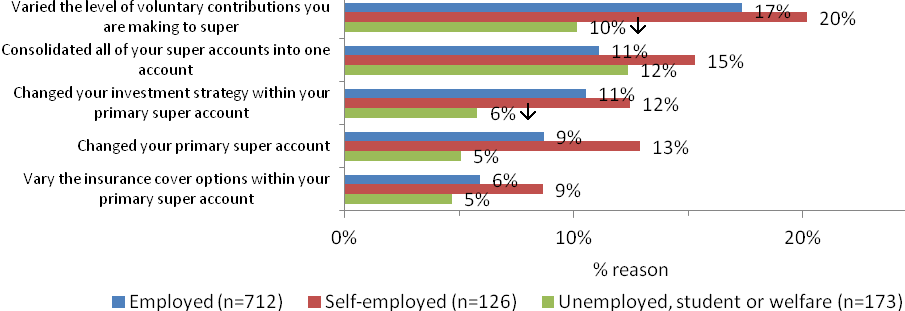 Varied the level of voluntary contributions you
are making to super
17%
20%
10%
Consolidated all of your super accounts into one
account
11%
15%
12%
Changed your investment strategy within your
primary super account
11%
12%
6%
Changed your primary super account
9%
13%
5%
Vary the insurance cover options within your
primary super account
6%
9%
5%
0% 10% 20%
% reason
Employed (n=712) Self-employed (n=126) Unemployed, student or welfare (n=173)